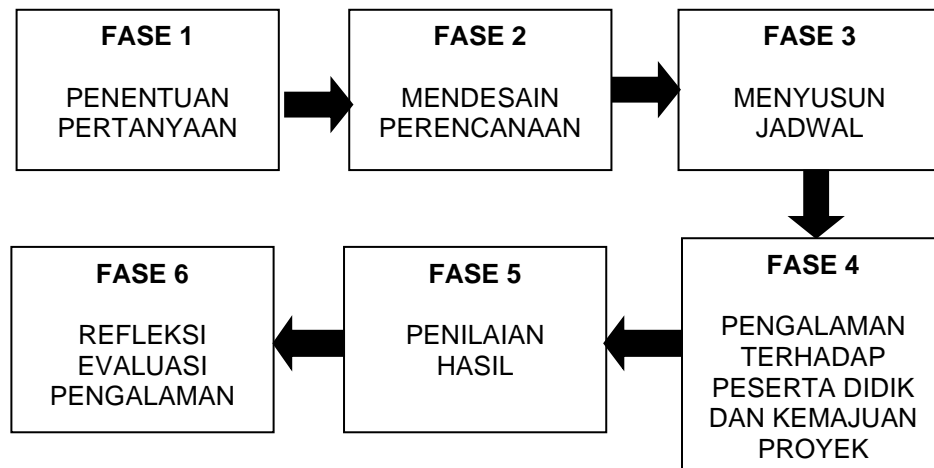 FASE 1
PENENTUAN
PERTANYAAN
FASE 2
MENDESAIN
PERENCANAAN
FASE 3
MENYUSUN
JADWAL
FASE 4
PENGALAMAN
TERHADAP
PESERTA DIDIK
DAN KEMAJUAN
PROYEK
FASE 5
PENILAIAN
HASIL
FASE 6
REFLEKSI
EVALUASI
PENGALAMAN